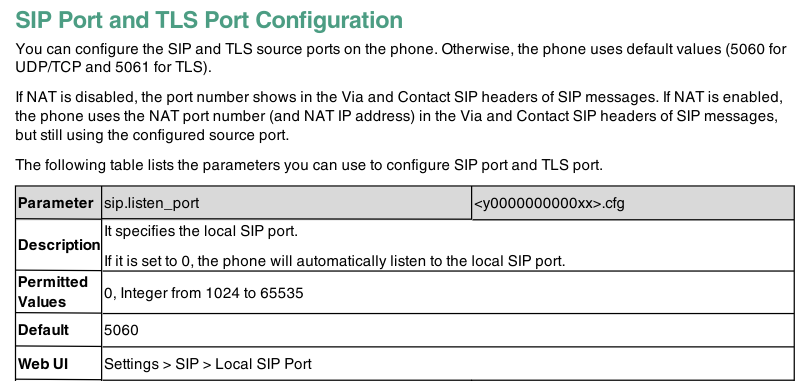 SIP Port and TLS Port Configuration
You can configure the SIP and TLS source ports on the phone. Otherwise, the phone uses default values (5060 for
UDP/TCP and 5061 for TLS).
If NAT is disabled, the port number shows in the Via and Contact SIP headers of SIP messages. If NAT is enabled,
the phone uses the NAT port number (and NAT IP address) in the Via and Contact SIP headers of SIP messages,
but still using the configured source port.
The following table lists the parameters you can use to configure SIP port and TLS port.
Parameter sip.listen_port <y0000000000xx>.cfg
Description It specifies the local SIP port.
If it is set to 0, the phone will automatically listen to the local SIP port.
Permitted
Values 0, Integer from 1024 to 65535
Default 5060
Web UI Settings > SIP > Local SIP Port